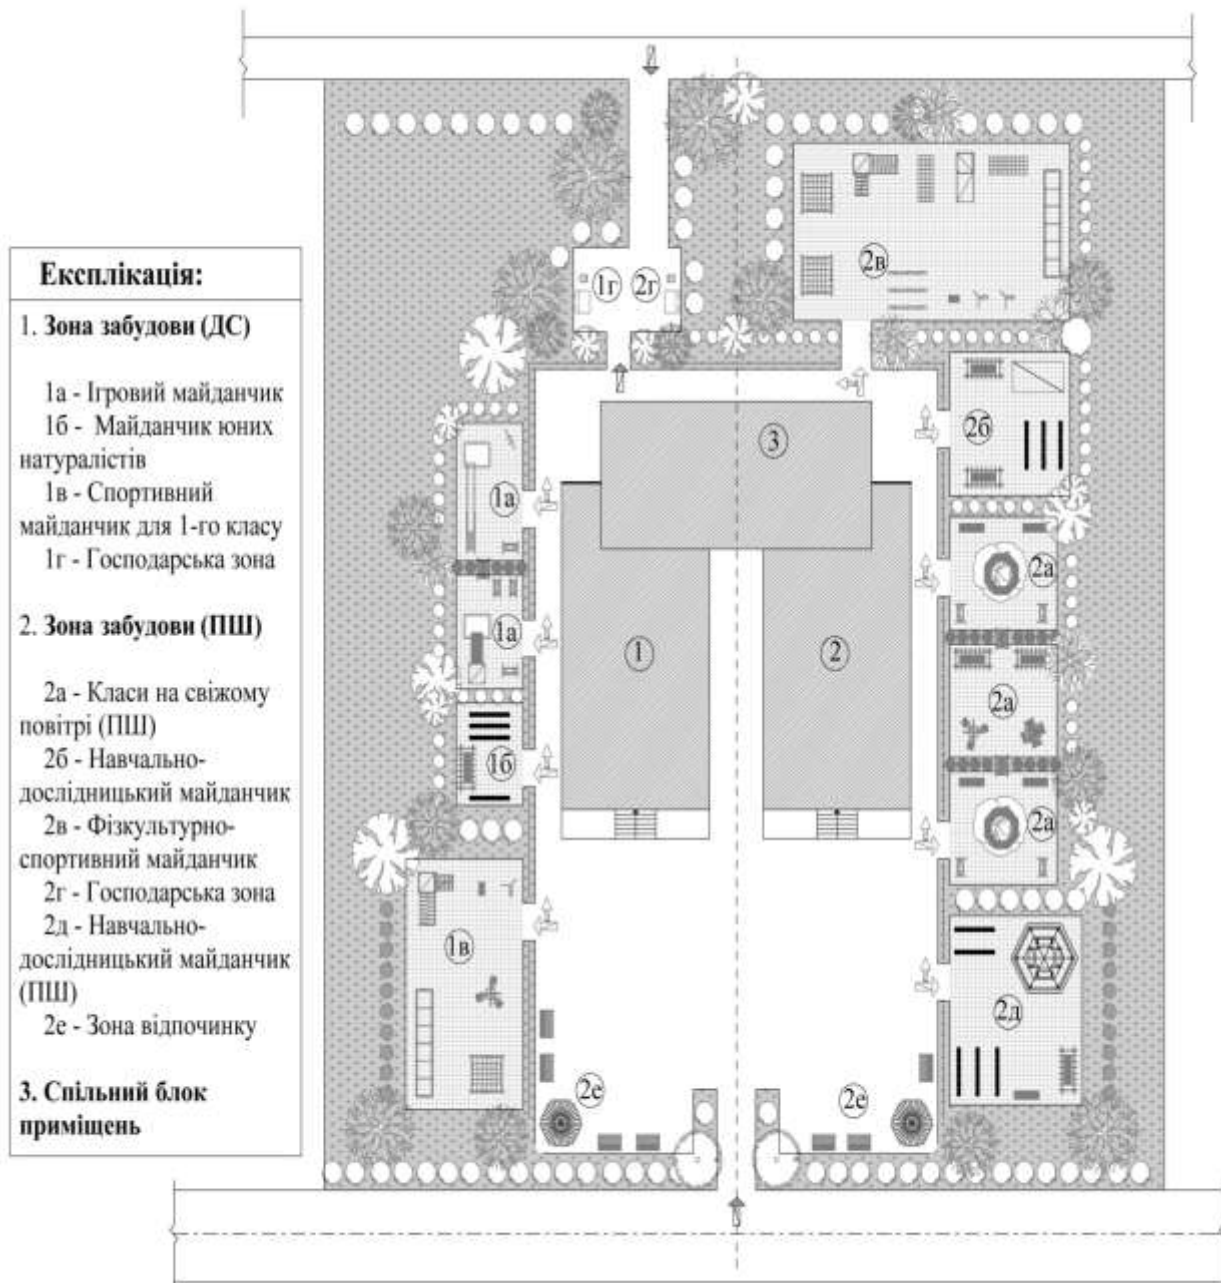 Експлікація:
1. Зона забудови (ДС)
1а - Ігровий майданчик
1б - Майданчик юних
натуралістів
1в - Спортивний
майданчик для 1-го класу
1г - Господарська зона
2. Зона забудови (ПШ)
2а - Класи на свіжому
повітрі (ПШ)
2б - Навчально-
дослідницький майданчик
2в - Фізкультурно-
спортивний майданчик
2г - Господарська зона
2д - Навчально-
дослідницький майданчик
(ПШ)
2е - Зона відпочинку
3. Спільний блок
приміщень
2в
1г 2г
2б
3
1а
2а
1а
1
2
2а
1б
2а
1в
2д
2е
2е